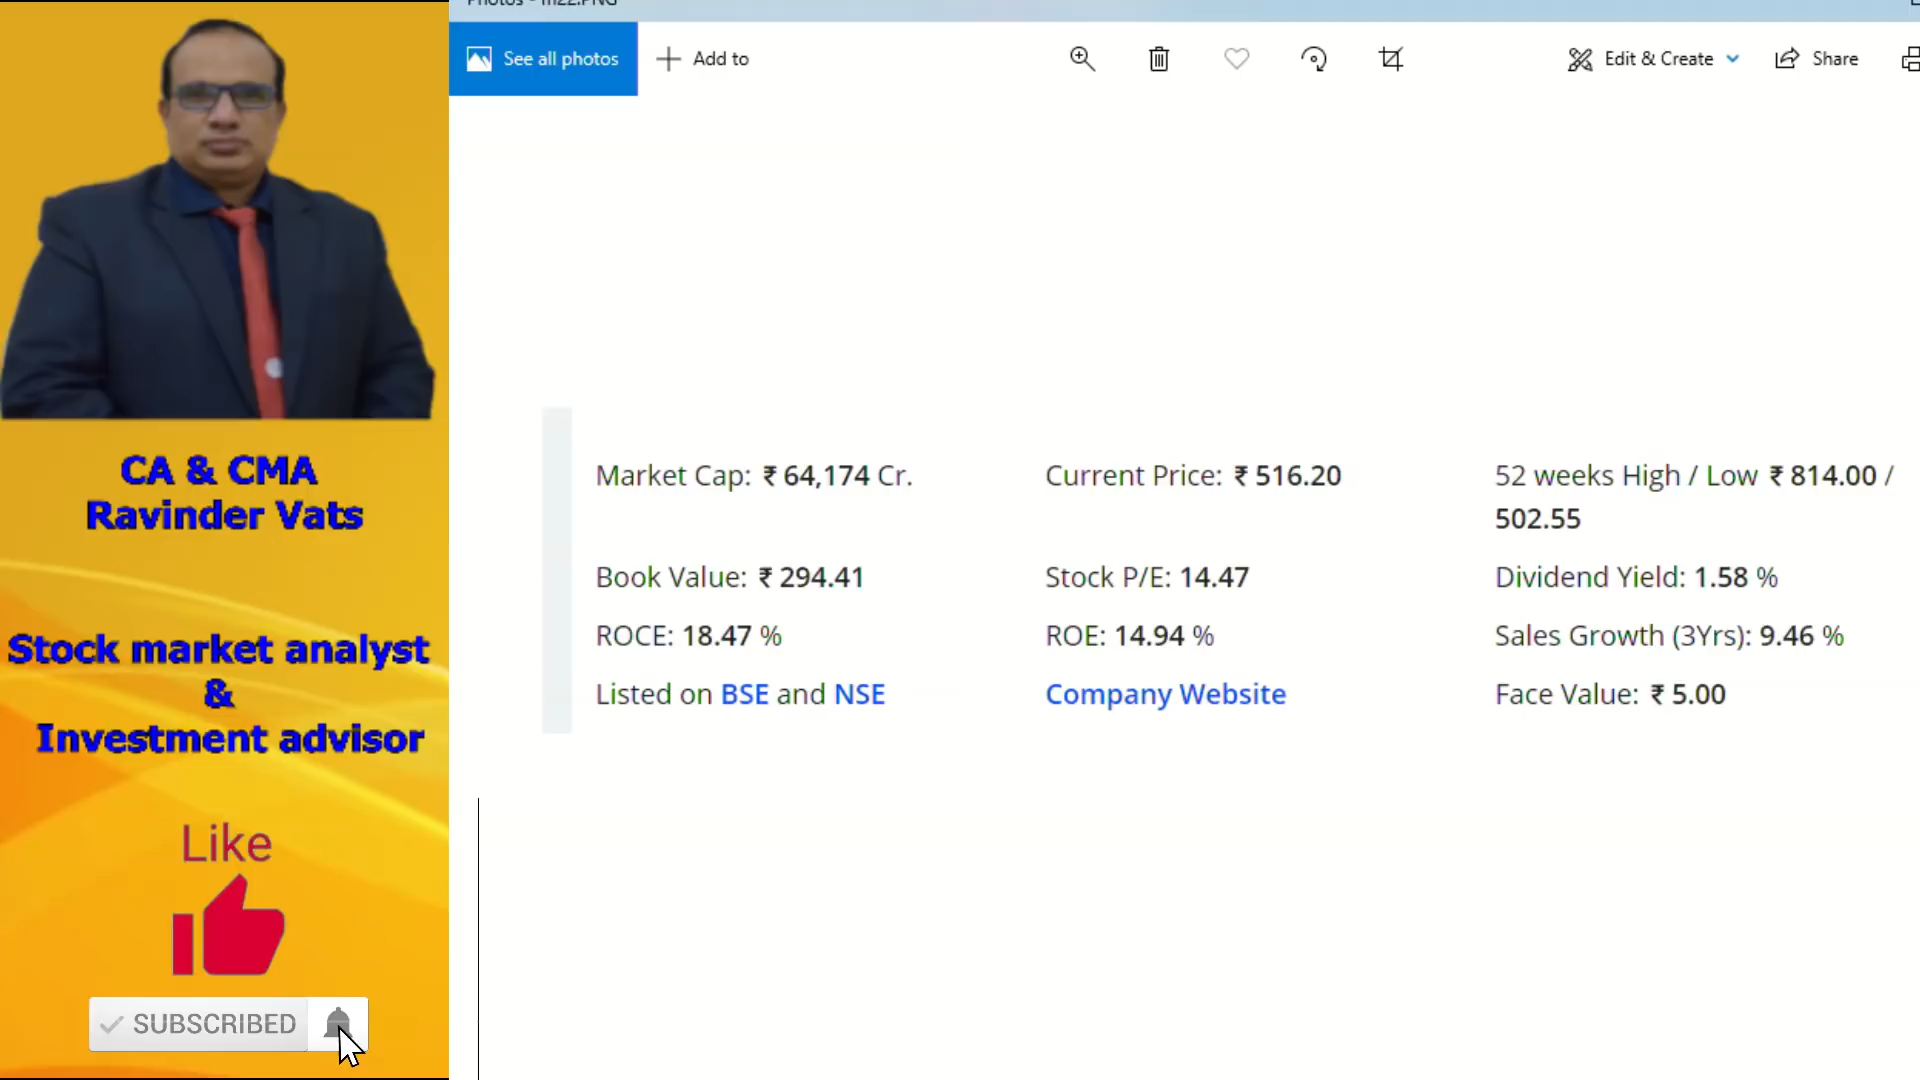 Photos - m22.PNG
See all photos
Add to
Edit & Create
Share
CA & CMA
Ravinder Vats
Stock market analyst
&
Investment advisor
Like
SUBSCRIBED
Market Cap: ₹ 64,174 Cr.
Current Price: ₹ 516.20
52 weeks High / Low ₹ 814.00 /
502.55
Book Value: ₹ 294.41
Stock P/E: 14.47
Dividend Yield: 1.58 %
ROCE: 18.47 %
ROE: 14.94 %
Sales Growth (3Yrs): 9.46 %
Listed on BSE and NSE
Company Website
Face Value: ₹ 5.00